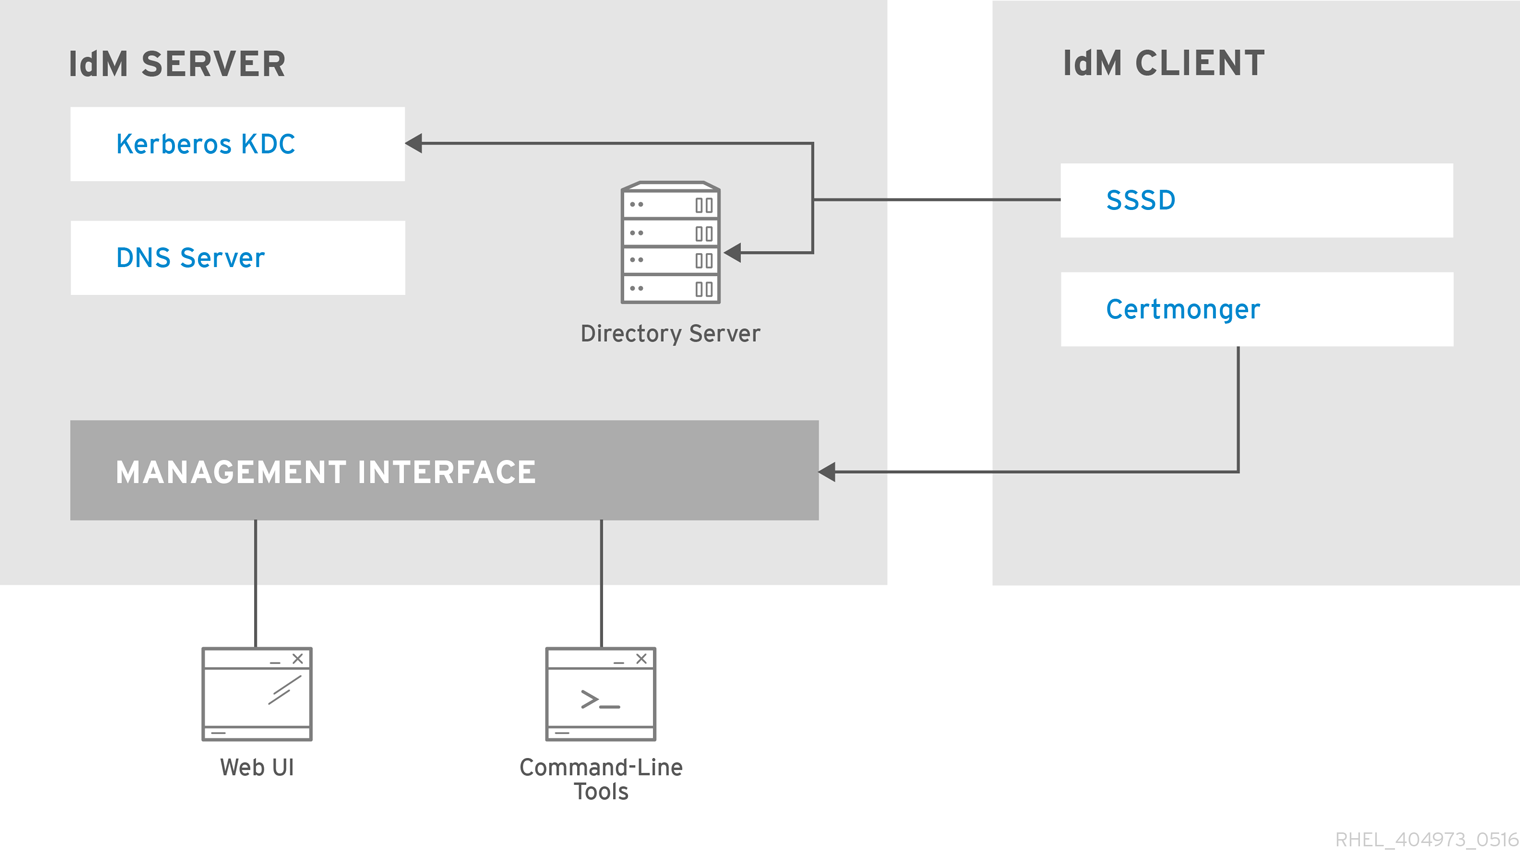 IdM SERVER
Kerberos KDC
DNS Server
Directory Server
MANAGEMENT INTERFACE
Web UI
Command-Line
Tools
IdM CLIENT
SSSD
Certmonger
RHEL_404973_0516